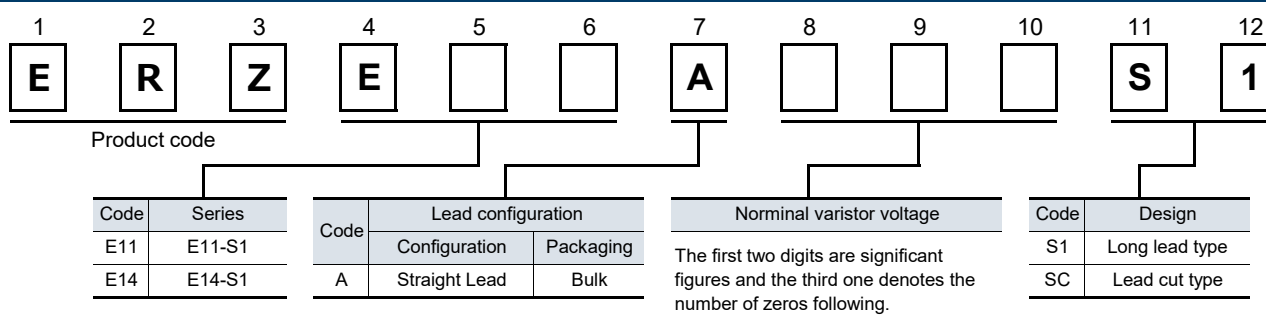 1 2 3 4 5 6 7 8 9 10 11 12
E R Z E A S 1
Product code
Code Series
E11 E11-S1
E14 E14-S1
Code Lead configuration
Configuration Packaging
A Straight Lead Bulk
Norminal varistor voltage
The first two digits are significant
figures and the third one denotes the
number of zeros following.
Code Design
S1 Long lead type
SC Lead cut type